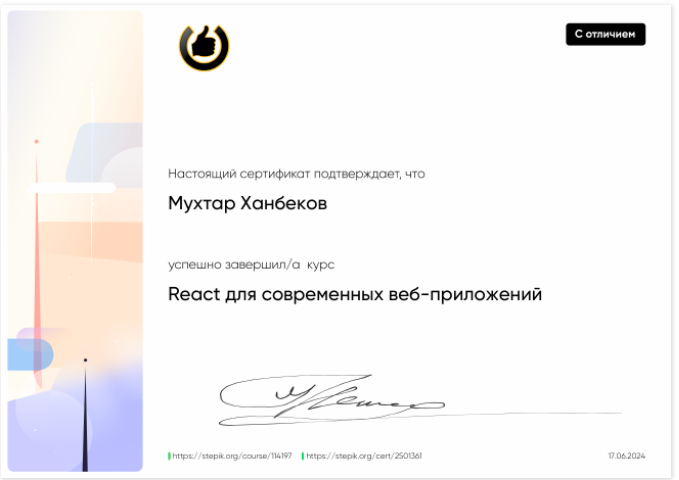 С отличием
Настоящий сертификат подтверждает, что
Мухтар Ханбеков
успешно завершил/а курс
React для современных веб-приложений
https://stepik.org/course/114197 https://stepik.org/cert/2501361 17.06.2024